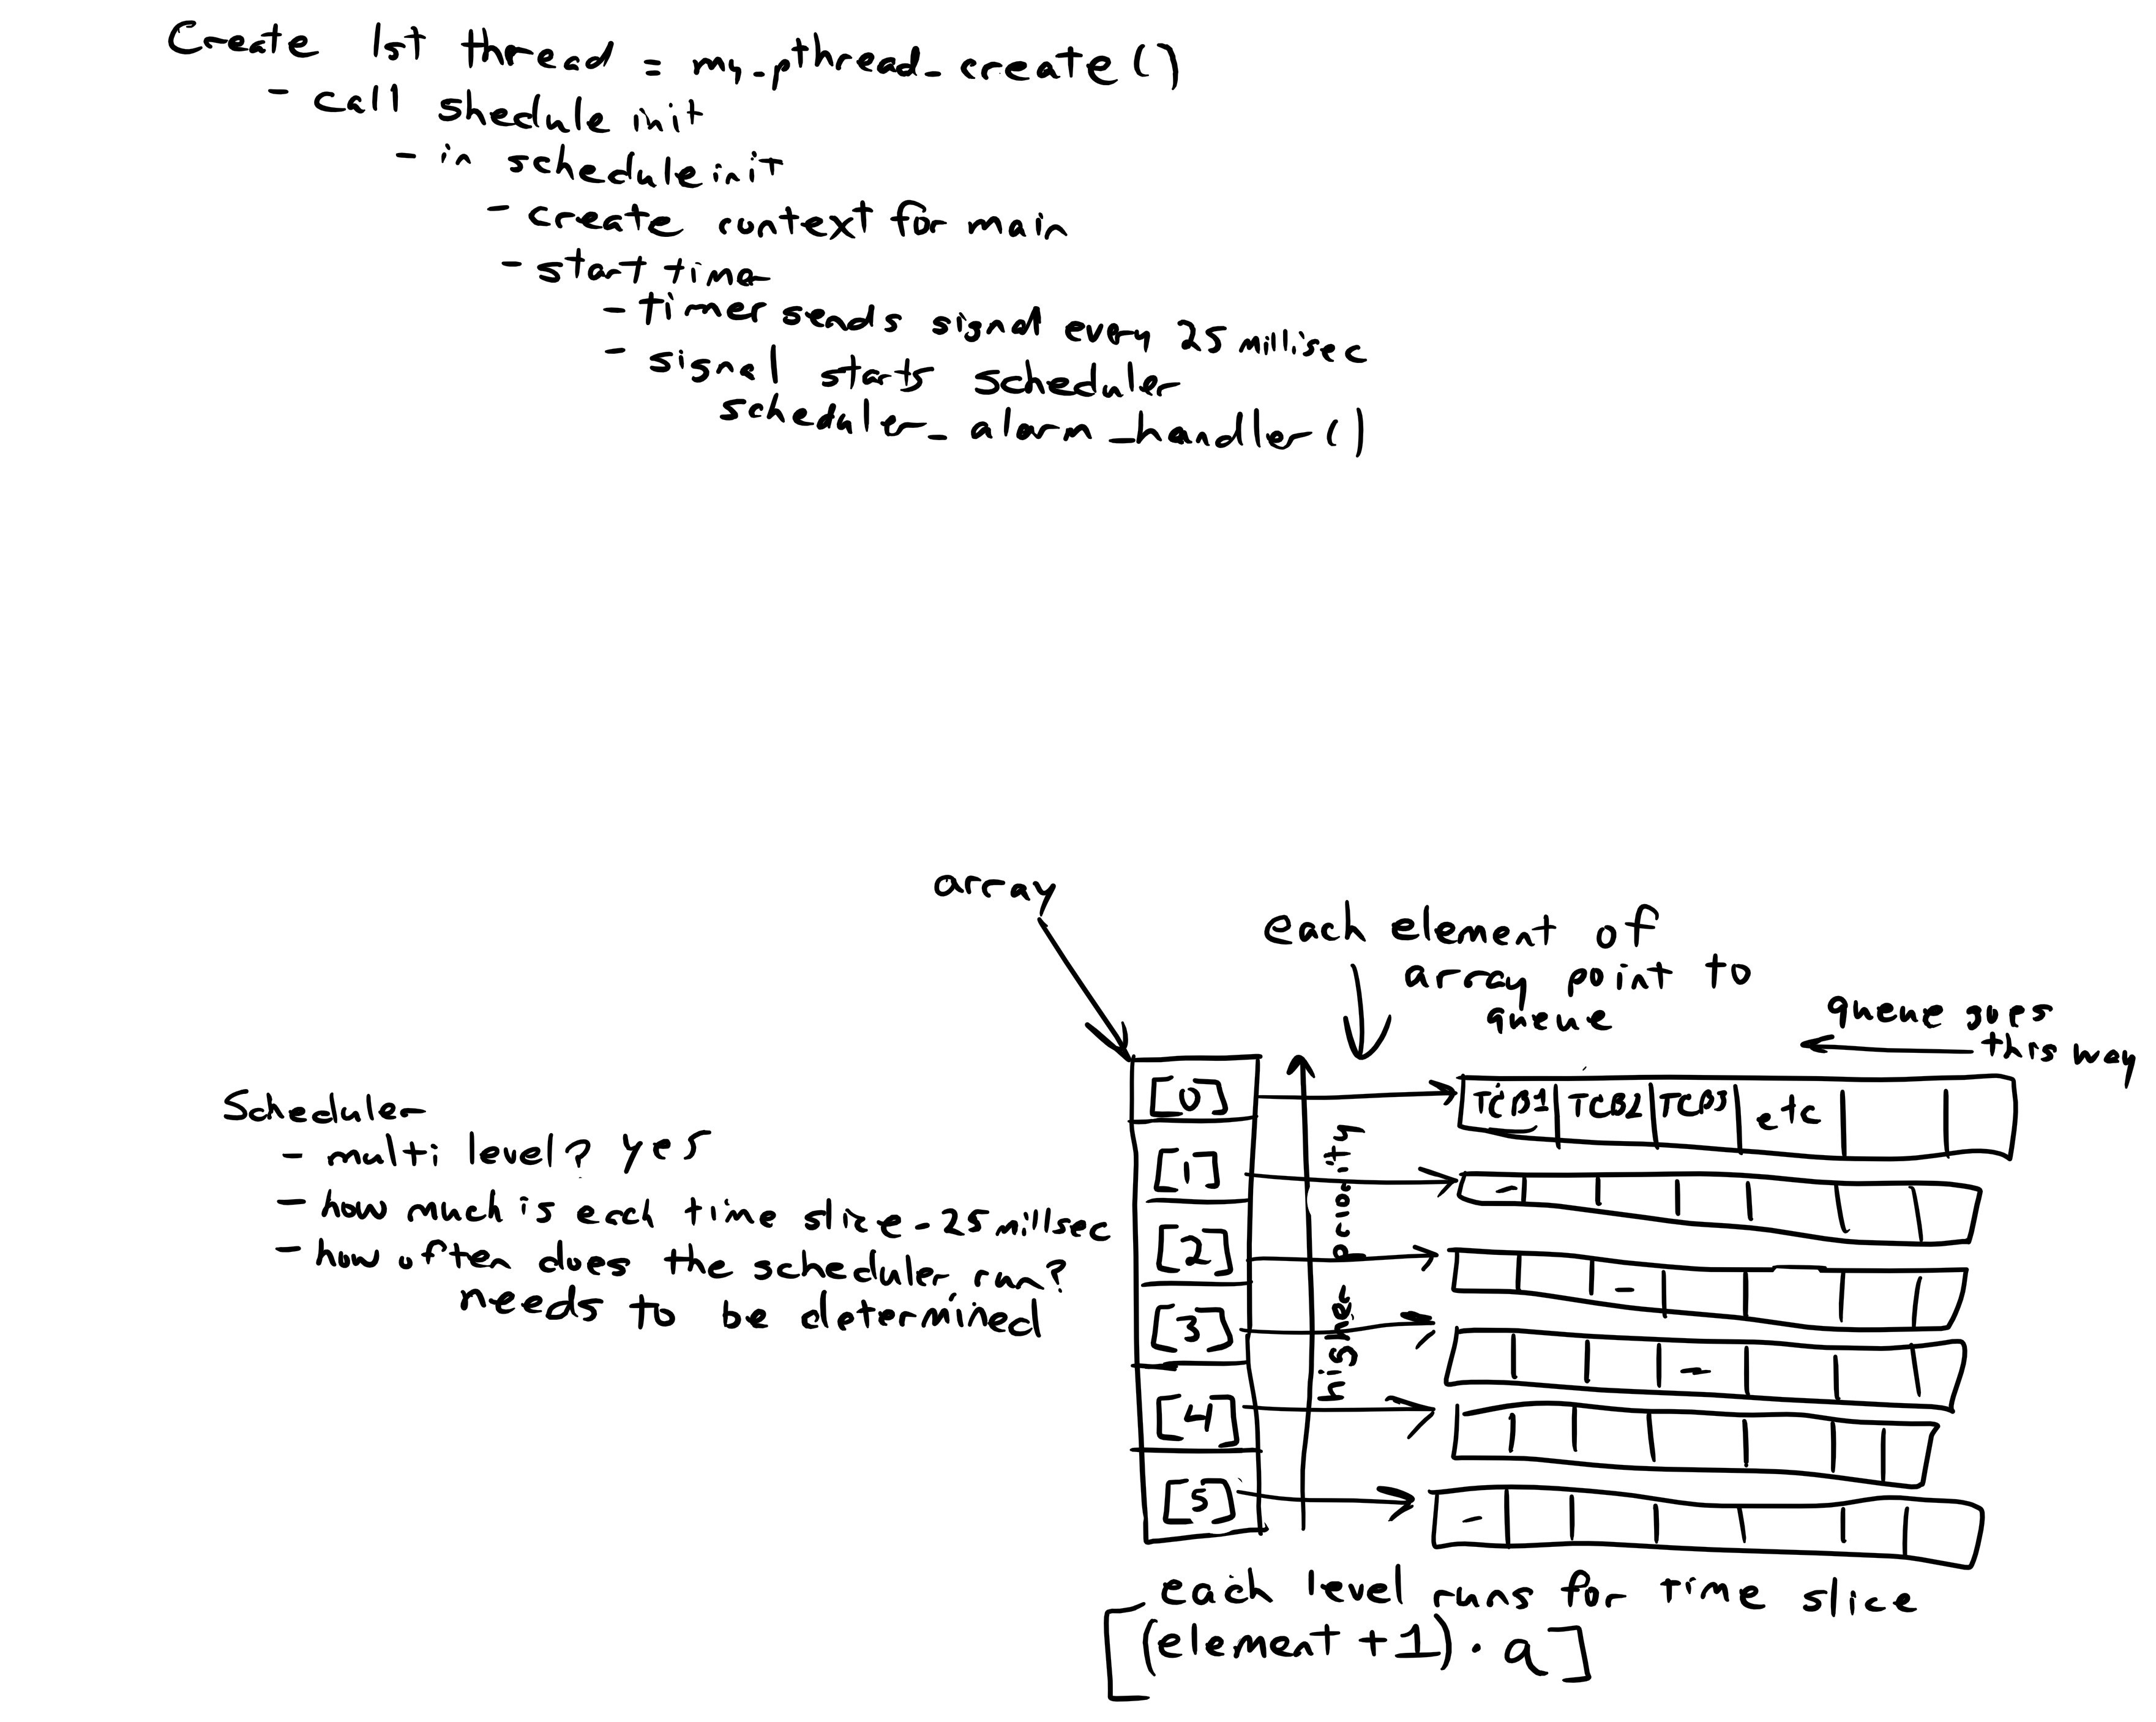 Create 1st thread = my_pthread_create()
- call shedule init
- in schedule init
- create context for main
- start time
- timer sends signal every 25 millisec
- signal starts scheduler
scheduler_alarm_handler()
array
each element of
array point to
queue
queue goes
this way
[0]
TCB1 TCB2 TCB3 etc
[1]
[2]
[3]
[4]
[5]
higher priority
Scheduler
- multi level? yes
- how much is each time slice - 25 millsec
- how often does the scheduler run?
needs to be determined
each level runs for time slice
[(element + 1) · a]